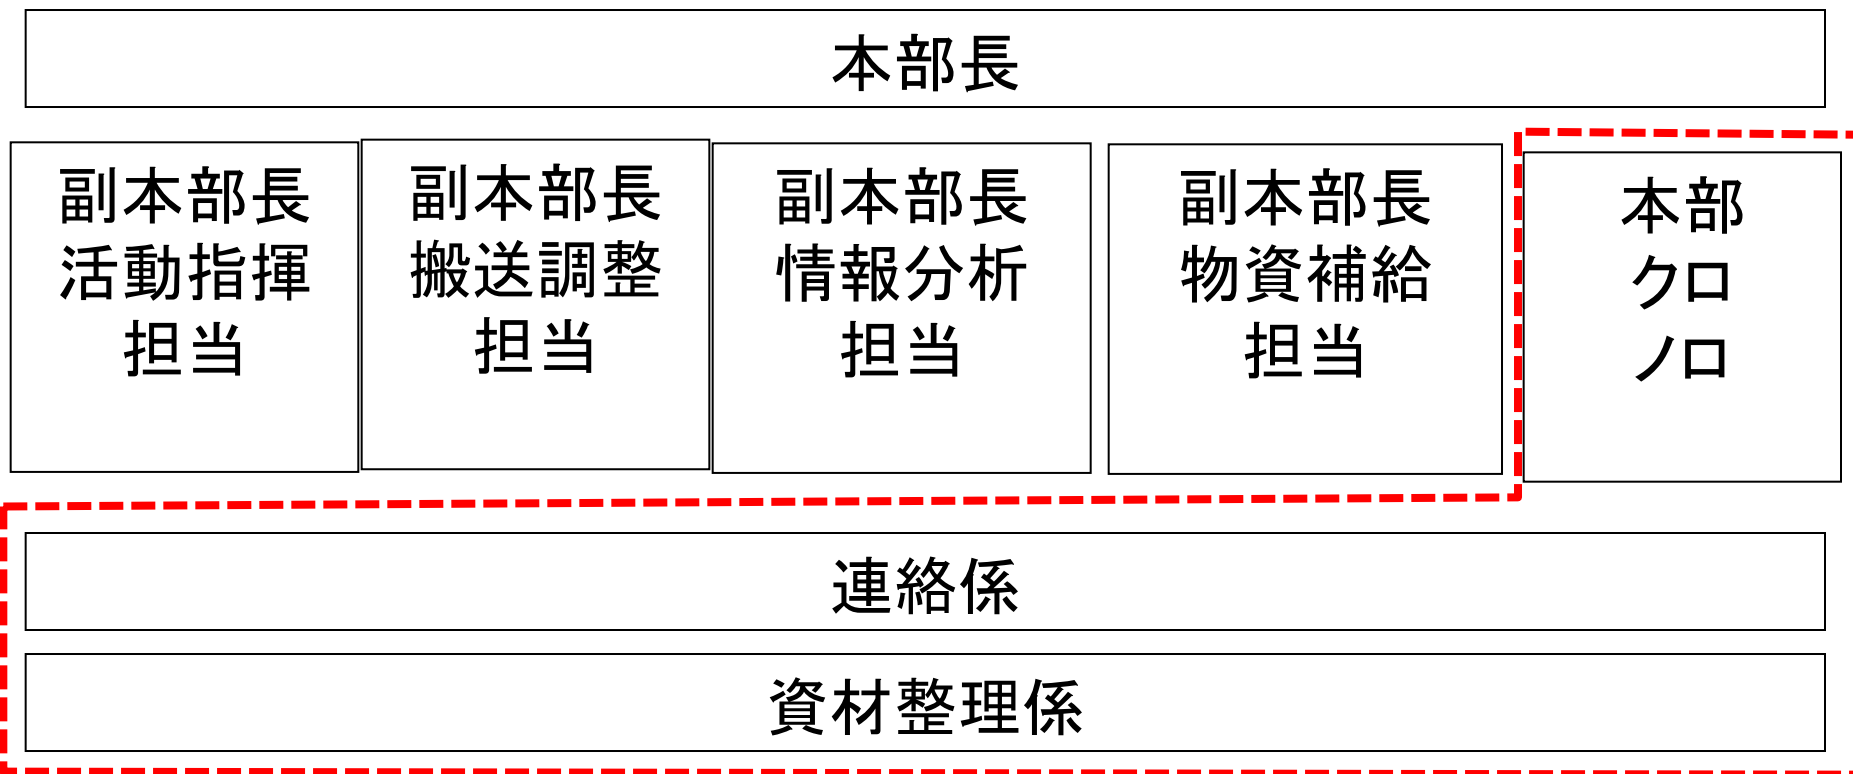 本部長
副本部長
活動指揮
担当
副本部長
搬送調整
担当
副本部長
情報分析
担当
副本部長
物資補給
担当
本部
クロ
ノロ
連絡係
資材整理係